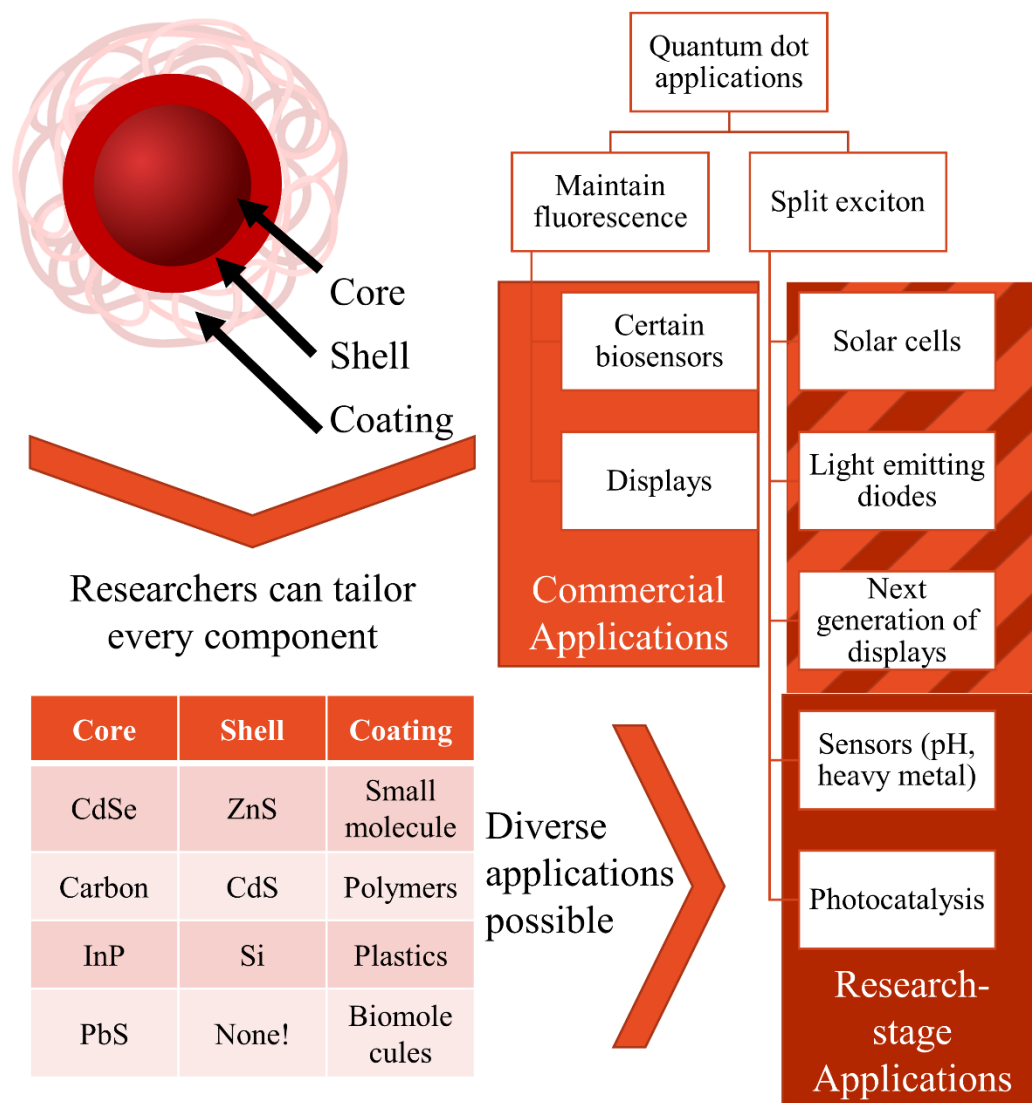 Core
Shell
Coating
Researchers can tailor
every component
Core Shell Coating
CdSe ZnS Small
molecule
Carbon CdS Polymers
InP Si Plastics
PbS None! Biomole
cules
Diverse
applications
possible
Quantum dot
applications
Maintain
fluorescence
Split exciton
Certain
biosensors
Displays
Commercial
Applications
Solar cells
Light emitting
diodes
Next
generation of
displays
Sensors (pH,
heavy metal)
Photocatalysis
Research-
stage
Applications